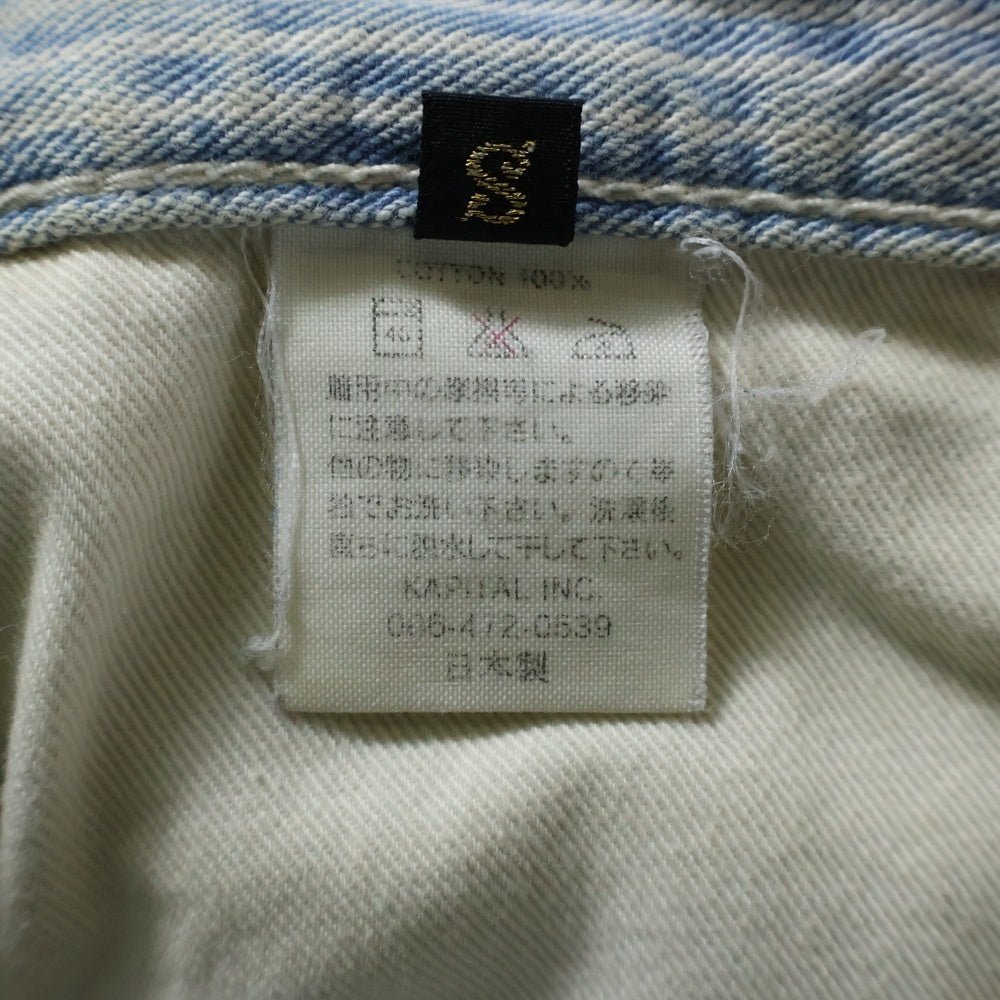 S
COTTON 100%
40
着用中の摩擦等による移染
に注意して下さい。
他の物に移染しますので単
独でお洗い下さい。洗濯後
直ちに脱水して干して下さい。
KAPITAL INC.
086-472-0639
日本製